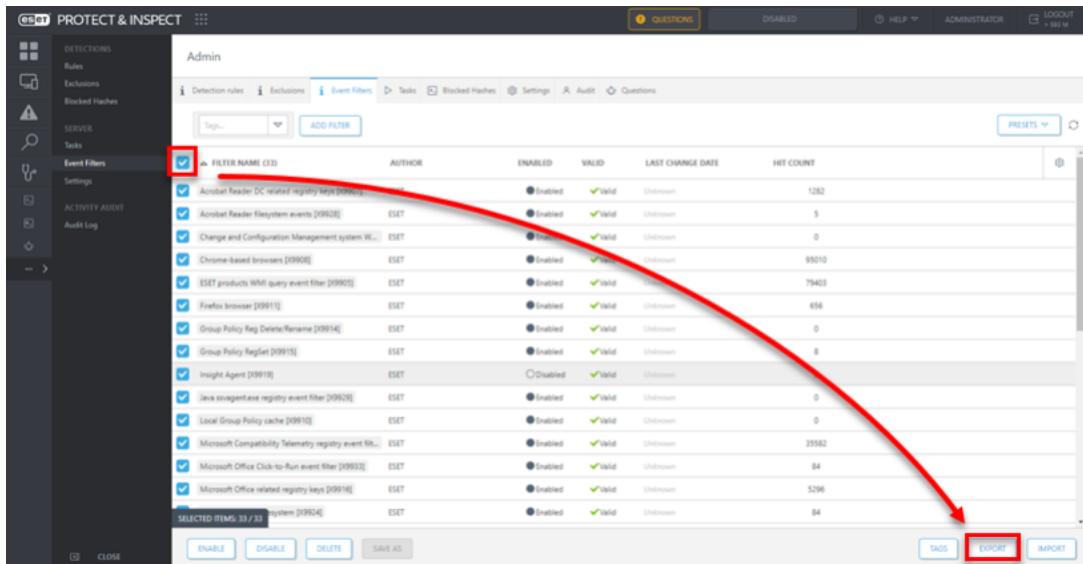 eset PROTECT & INSPECT
QUESTIONS
DISABLED
HELP
ADMINISTRATOR
LOGOUT
DETECTIONS
Rules
Exclusions
Blocked Hashes
SERVER
Tasks
Event Filters
Settings
ACTIVITY AUDIT
Audit Log
CLOSE
Admin
Detection rules Exclusions Event Filters Tasks Blocked Hashes Settings Audit Questions
Tags... ADD FILTER PRESETS
FILTER NAME (33) AUTHOR ENABLED VALID LAST CHANGE DATE HIT COUNT
Acrobat Reader DC related registry keys Enabled Valid Unknown 1282
Acrobat Reader filesystem events [X9928] ESET Enabled Valid Unknown 5
Change and Configuration Management system W... ESET Enabled Valid Unknown 0
Chrome-based browsers [X9908] ESET Enabled Valid Unknown 95010
ESET products WMI query event filter [X9905] ESET Enabled Valid Unknown 79403
Firefox browser [X9911] ESET Enabled Valid Unknown 656
Group Policy Reg Delete/Rename [X9914] ESET Enabled Valid Unknown 0
Group Policy RegSet [X9915] ESET Enabled Valid Unknown 8
Insight Agent [X9919] ESET Disabled Valid Unknown
Java ssvagent.exe registry event filter [X9929] ESET Enabled Valid Unknown 0
Local Group Policy cache [X9910] ESET Enabled Valid Unknown 0
Microsoft Compatibility Telemetry registry event filt... ESET Enabled Valid Unknown 35582
Microsoft Office Click-to-Run event filter [X9933] ESET Enabled Valid Unknown 84
Microsoft Office related registry keys [X9916] ESET Enabled Valid Unknown 5296
[X9924] ESET Enabled Valid Unknown 84
SELECTED ITEMS: 33 / 33
ENABLE DISABLE DELETE SAVE AS TAGS EXPORT IMPORT